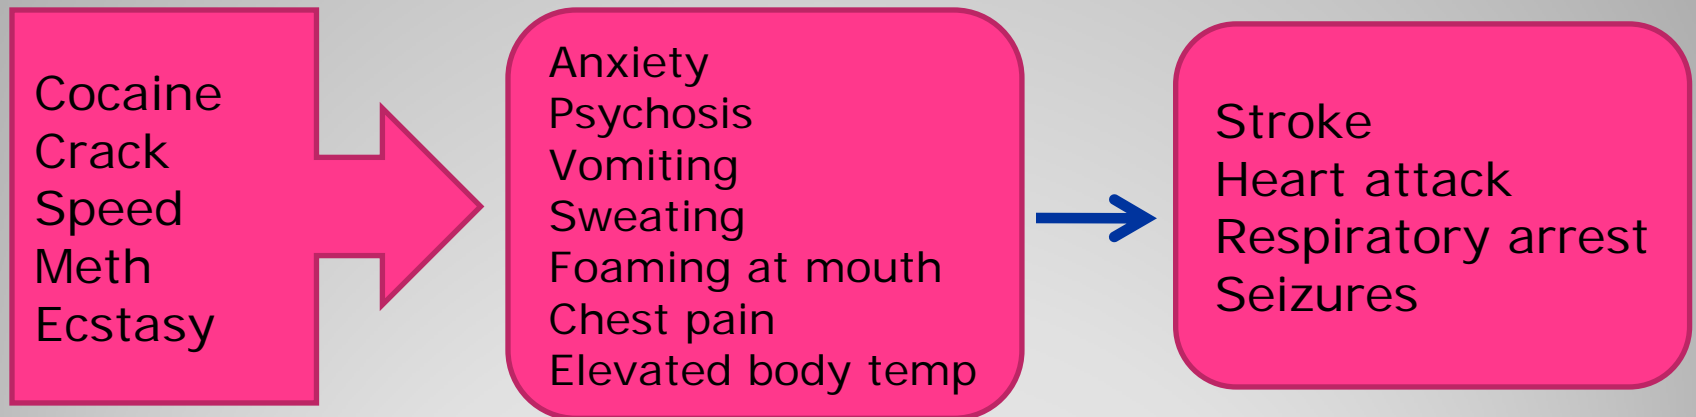 Cocaine
Crack
Speed
Meth
Ecstasy
Anxiety
Psychosis
Vomiting
Sweating
Foaming at mouth
Chest pain
Elevated body temp
Stroke
Heart attack
Respiratory arrest
Seizures